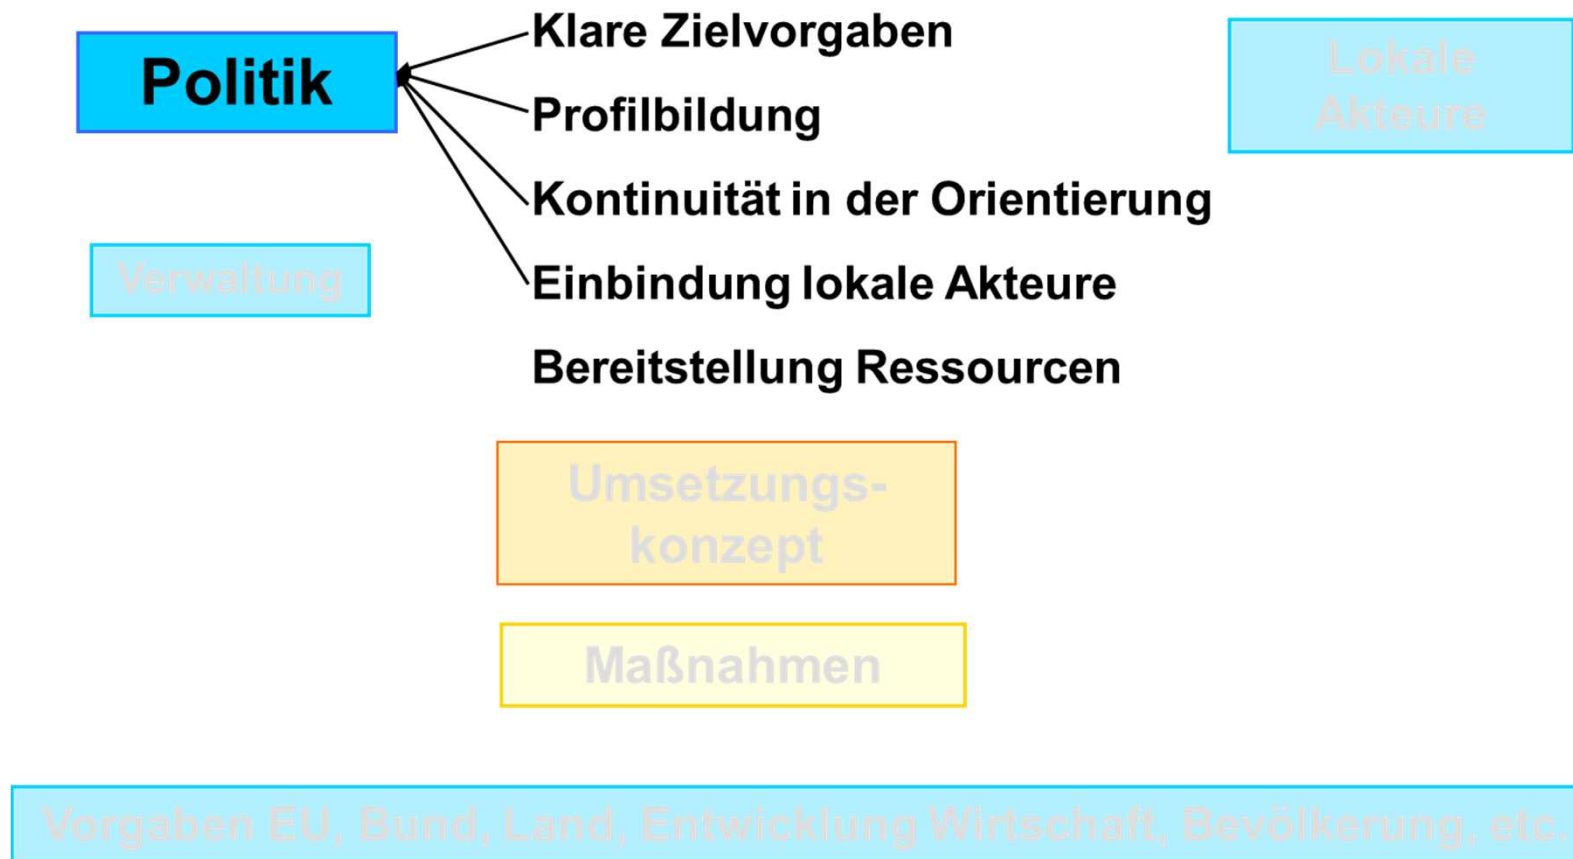 Politik
Klare Zielvorgaben
Profilbildung
Kontinuität in der Orientierung
Einbindung lokale Akteure
Bereitstellung Ressourcen
Lokale
Akteure
Verwaltung
Umsetzungs-
konzept
Maßnahmen
Vorgaben EU, Bund, Land, Entwicklung Wirtschaft, Bevölkerung, etc.